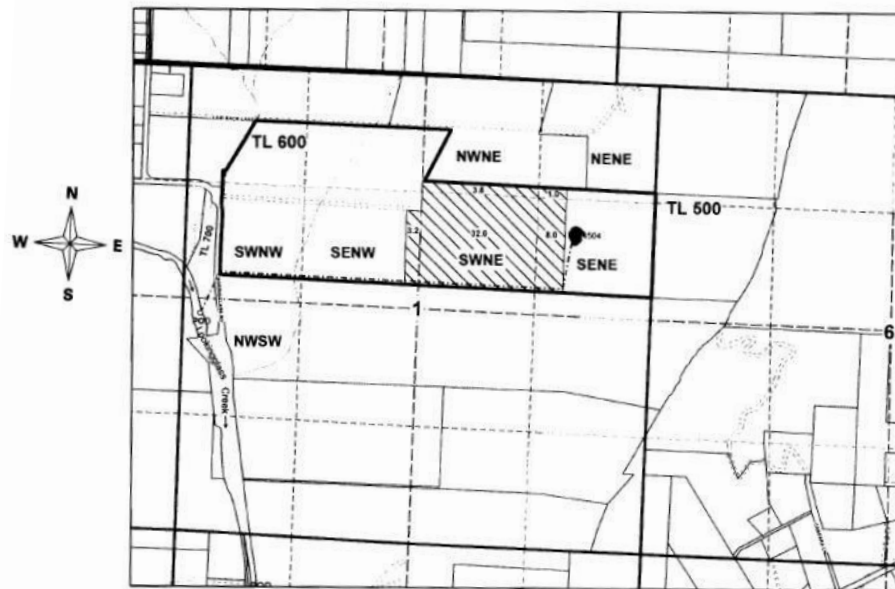 TL 600
NWNE
NENE
N
W
E
S
3.8
1.0
TL 500
TL 700
3.2
32.0
8.0
SWNW
SENW
SWNE
SENE
1
6
NWSW
Lookingglass
Creek